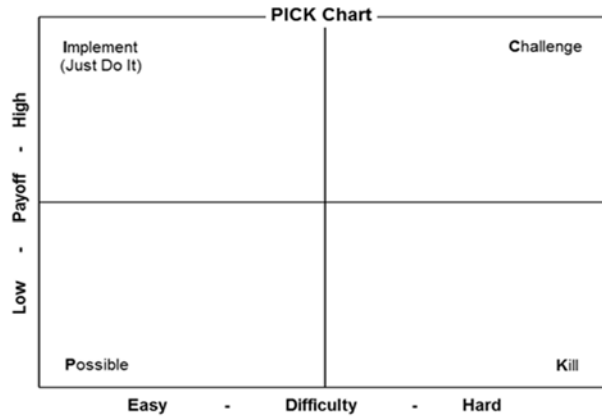 PICK Chart
Implement
(Just Do It)
Challenge
Low - Payoff - High
Possible
Kill
Easy - Difficulty - Hard